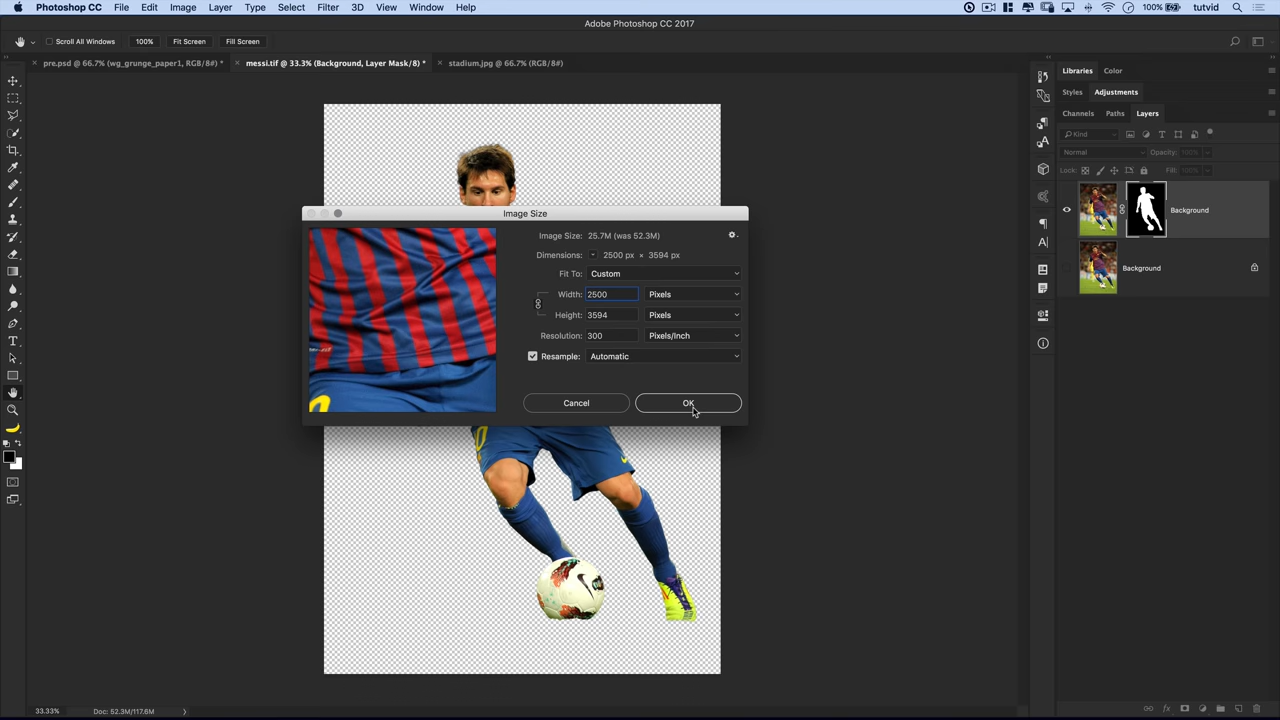 Photoshop CC File Edit Image Layer Type Select Filter 3D View Window Help 100% tutvid
Adobe Photoshop CC 2017
Scroll All Windows 100% Fit Screen Fill Screen
pre.psd @ 66.7% (wg_grunge_paper1, RGB/8#) * messi.tif @ 33.3% (Background, Layer Mask/8) * stadium.jpg @ 66.7% (RGB/8#)
Libraries Color
Styles Adjustments
Channels Paths Layers
Kind
Normal Opacity: 100%
Lock: Fill: 100%
Background
Background
Image Size
Image Size: 25.7M (was 52.3M)
Dimensions: 2500 px × 3594 px
Fit To: Custom
Width: 2500 Pixels
Height: 3594 Pixels
Resolution: 300 Pixels/Inch
Resample: Automatic
Cancel OK
33.33% Doc: 52.3M/117.6M